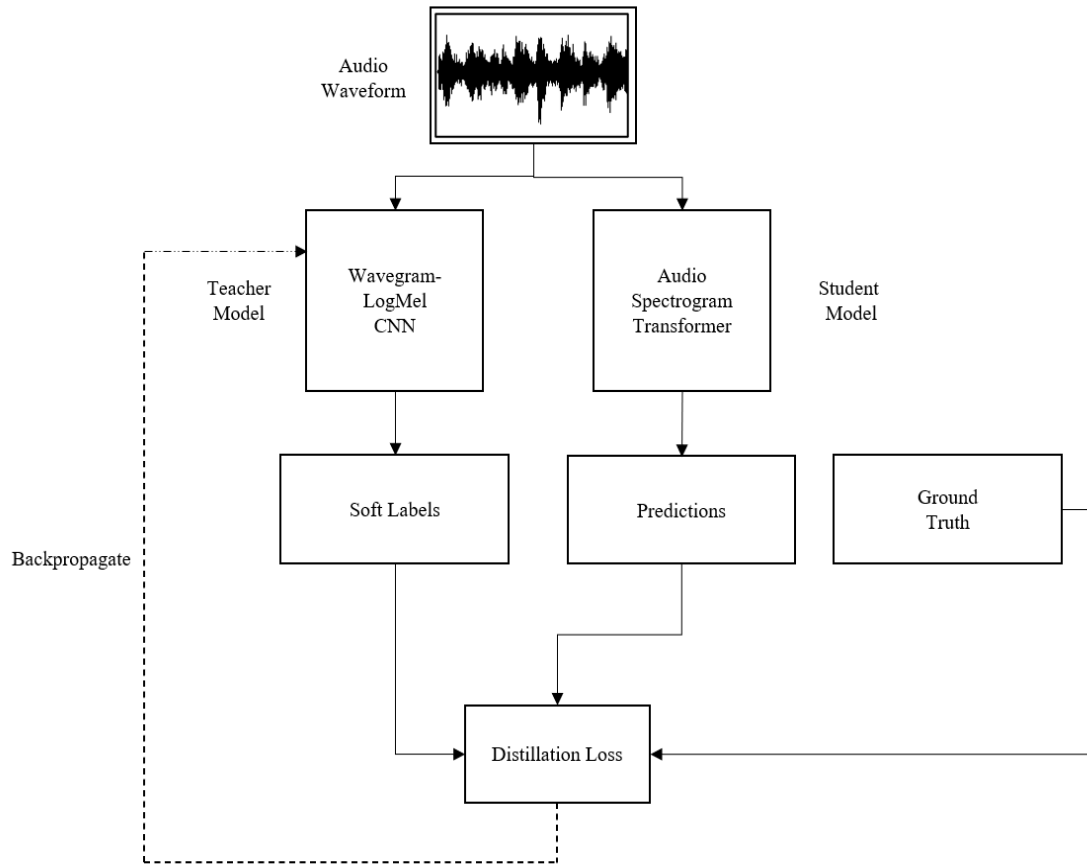 Audio
Waveform
Teacher
Model
Wavegram-
LogMel
CNN
Audio
Spectrogram
Transformer
Student
Model
Soft Labels
Predictions
Ground
Truth
Backpropagate
Distillation Loss